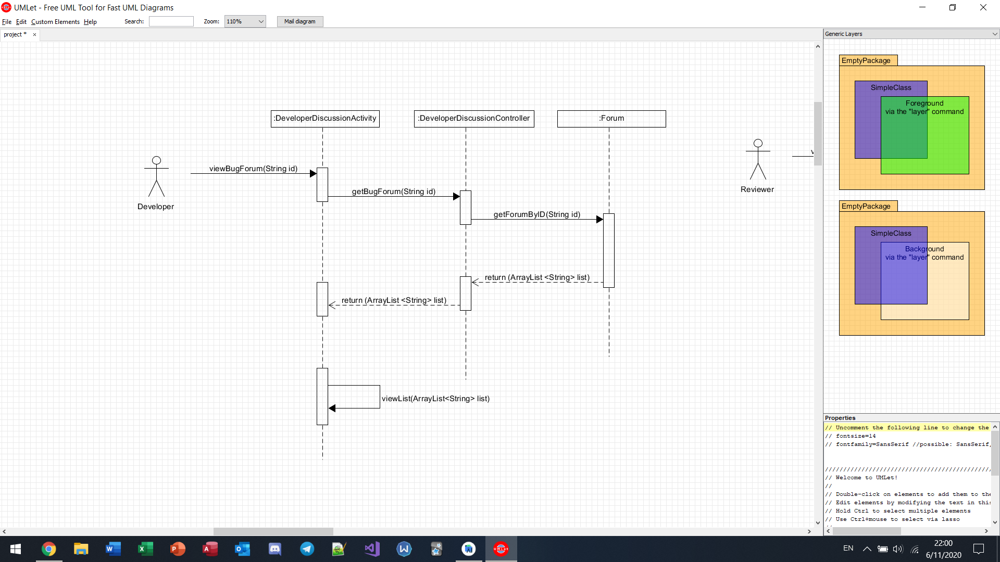 UMLet - Free UML Tool for Fast UML Diagrams
File Edit Custom Elements Help Search: Zoom: 110% Mail diagram
project *
Generic Layers
:DeveloperDiscussionActivity
:DeveloperDiscussionController
:Forum
viewBugForum(String id)
Developer
getBugForum(String id)
getForumByID(String id)
Reviewer
return (ArrayList <String> list)
return (ArrayList <String> list)
viewList(ArrayList<String> list)
EmptyPackage
SimpleClass
Foreground
via the "layer" command
EmptyPackage
SimpleClass
Background
via the "layer" command
Properties
// Uncomment the following line to change the
// fontsize=14
// fontfamily=SansSerif //possible: SansSerif,
//////////////////////////////////////////////
// Welcome to UMLet!
//
// Double-click on elements to add them to the
// Edit elements by modifying the text in this
// Hold Ctrl to select multiple elements
// Use Ctrl+mouse to select via lasso
EN
22:00
6/11/2020